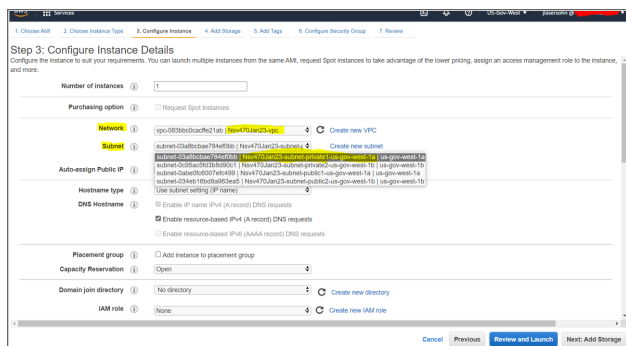 Services
US-Gov-West
1. Choose AMI 2. Choose Instance Type 3. Configure Instance 4. Add Storage 5. Add Tags 6. Configure Security Group 7. Review
Step 3: Configure Instance Details
Configure the instance to suit your requirements. You can launch multiple instances from the same AMI, request Spot instances to take advantage of the lower pricing, assign an access management role to the instance,
and more.
Number of instances 1
Purchasing option Request Spot instances
Network vpc-083bbc0cacffe21ab | Nsv470Jan23-vpc Create new VPC
Subnet subnet-03a8bcbae784ef0bb | Nsv470Jan23-subnet-p Create new subnet
subnet-03a8bcbae784ef0bb | Nsv470Jan23-subnet-private1-us-gov-west-1a | us-gov-west-1a
subnet-0c95ac5fd3b8d90c1 | Nsv470Jan23-subnet-private2-us-gov-west-1b | us-gov-west-1b
Auto-assign Public IP subnet-0abe0fc6007efc499 | Nsv470Jan23-subnet-public1-us-gov-west-1a | us-gov-west-1a
subnet-034eb16bd8a963ea5 | Nsv470Jan23-subnet-public2-us-gov-west-1b | us-gov-west-1b
Hostname type Use subnet setting (IP name)
DNS Hostname Enable IP name IPv4 (A record) DNS requests
Enable resource-based IPv4 (A record) DNS requests
Enable resource-based IPv6 (AAAA record) DNS requests
Placement group Add instance to placement group
Capacity Reservation Open
Domain join directory No directory Create new directory
IAM role None Create new IAM role
Cancel Previous Review and Launch Next: Add Storage